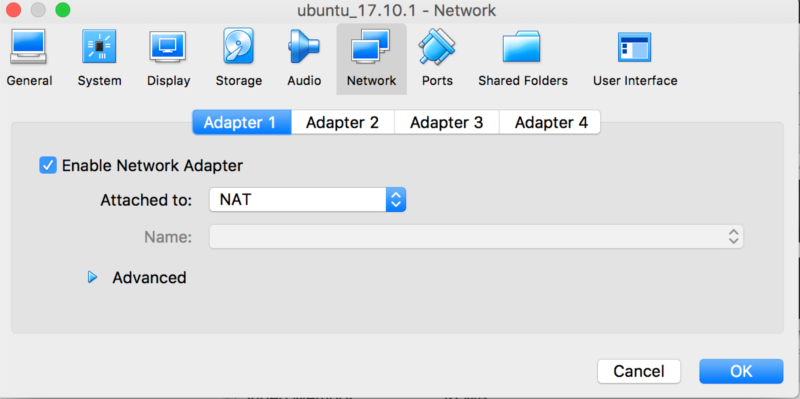 ubuntu_17.10.1 - Network
General System Display Storage Audio Network Ports Shared Folders User Interface
Adapter 1 Adapter 2 Adapter 3 Adapter 4
Enable Network Adapter
Attached to: NAT
Name:
Advanced
Cancel OK